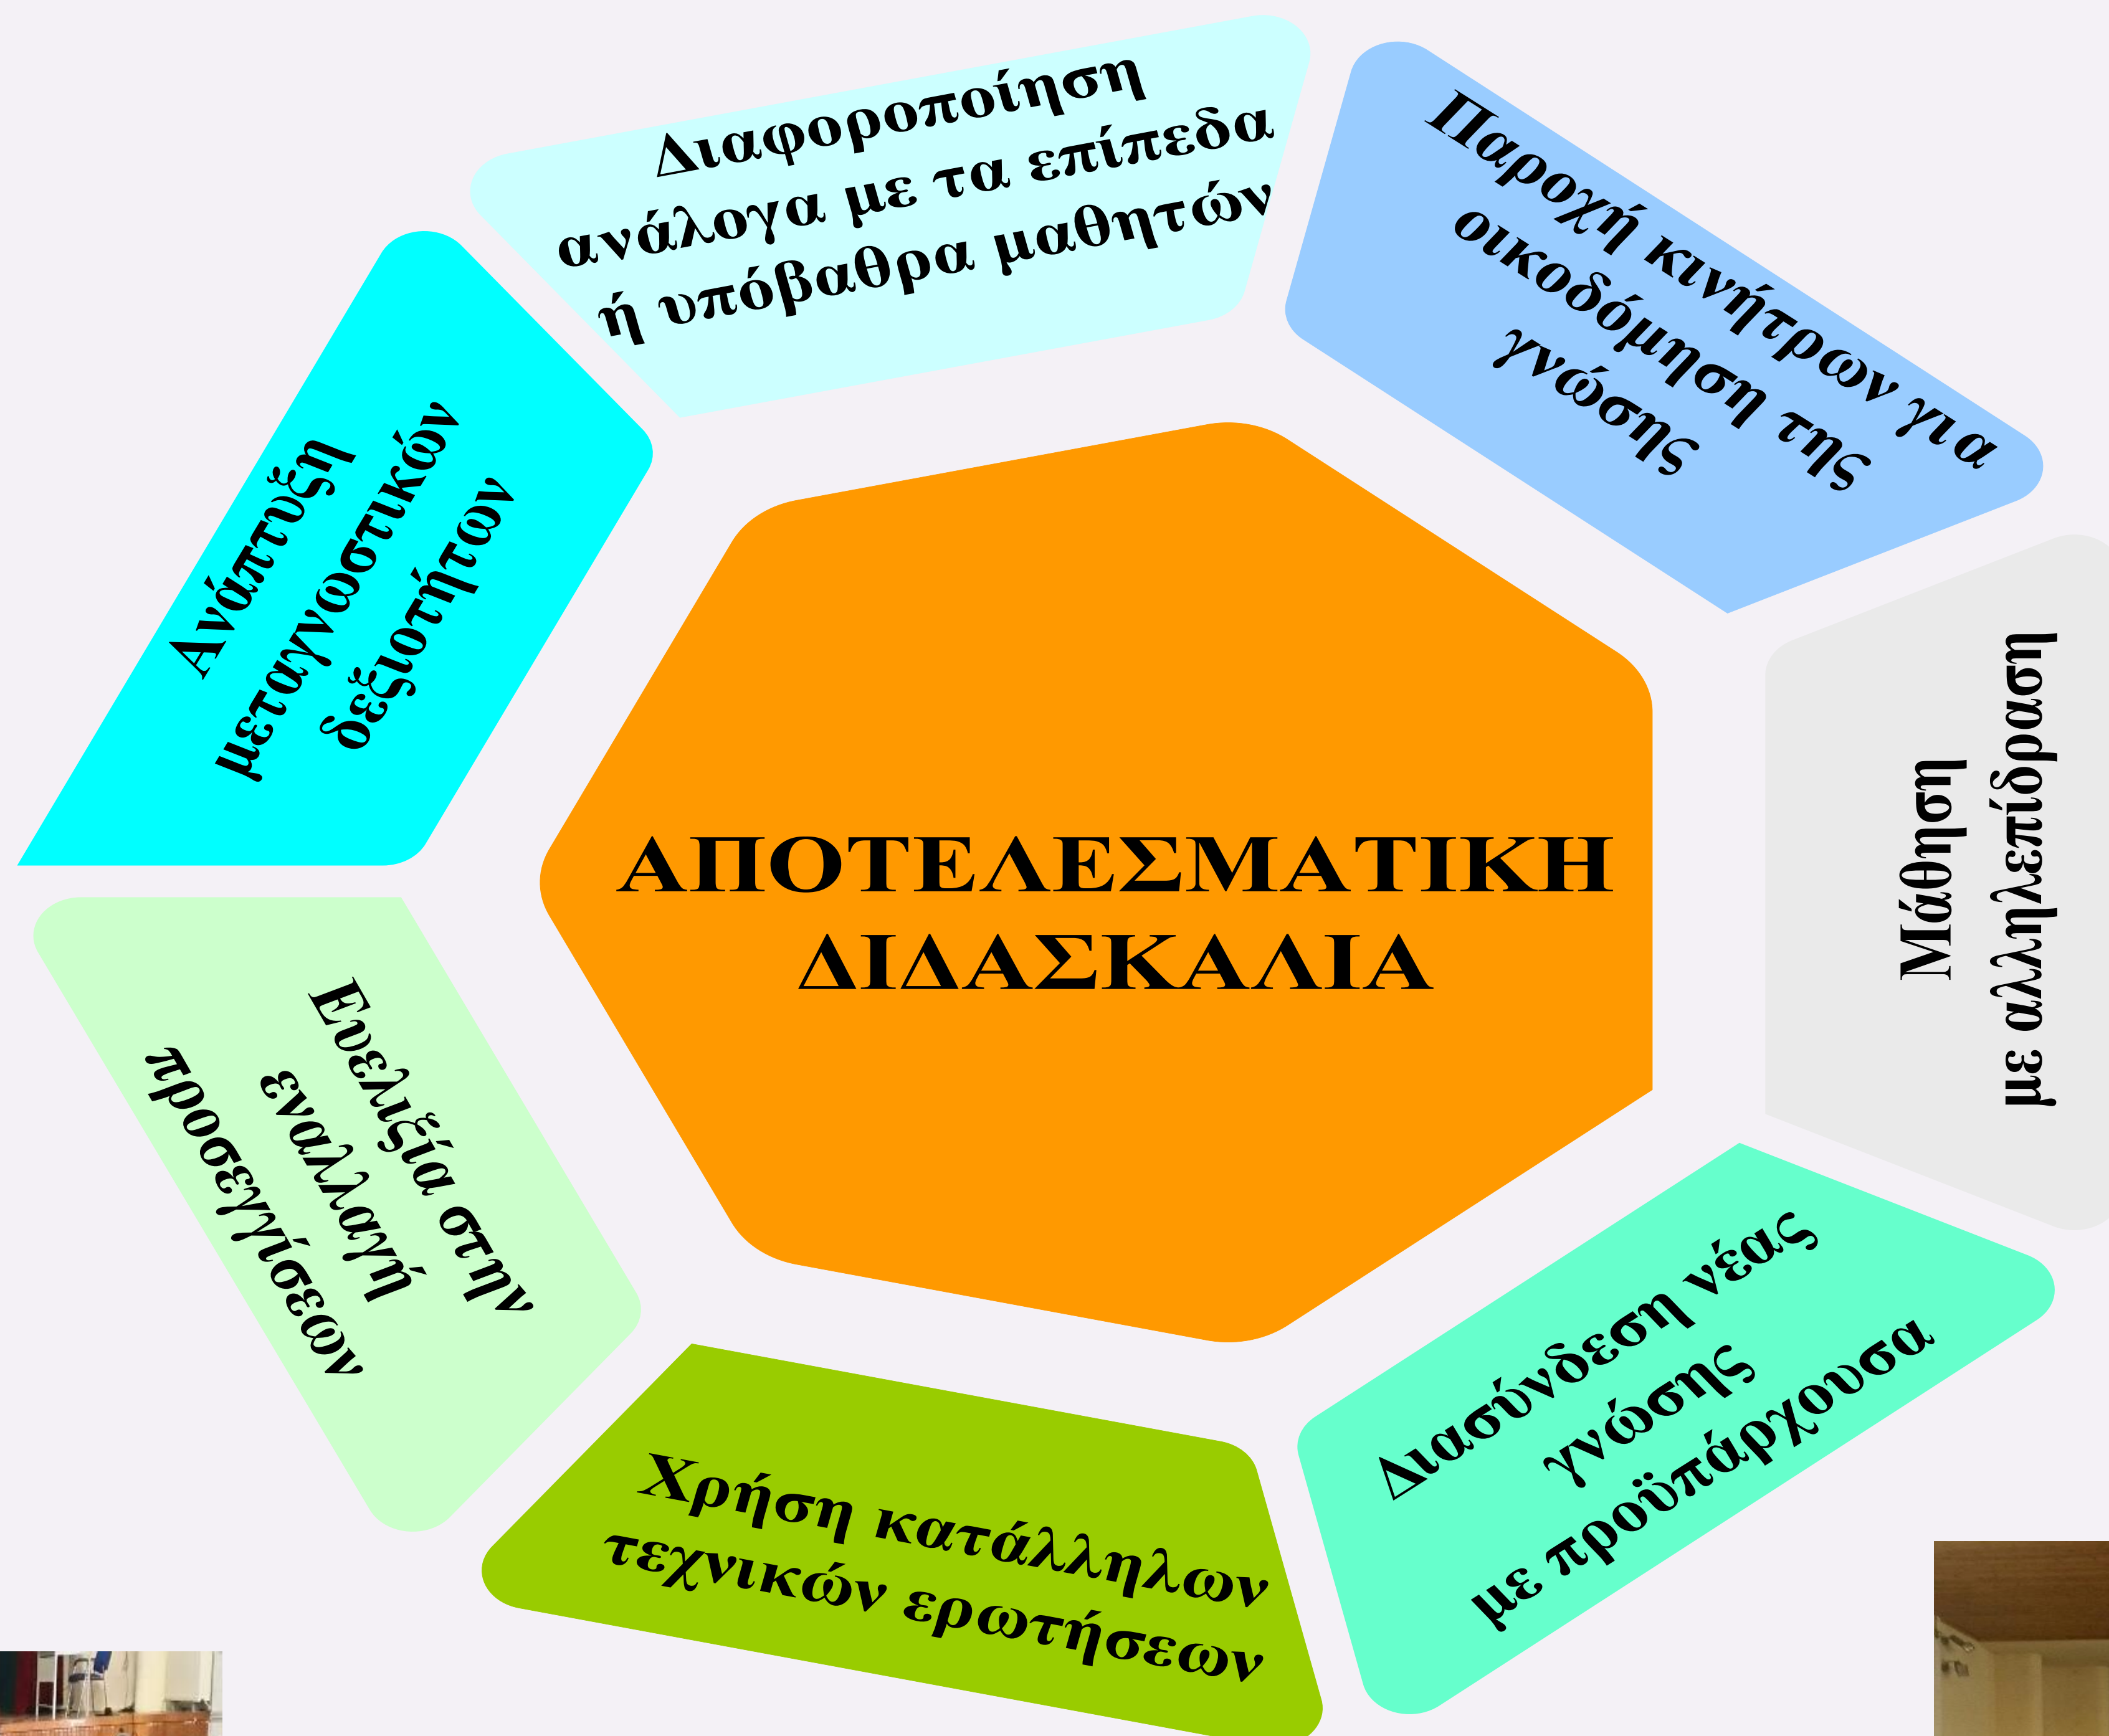 Διαφοροποίηση
ανάλογα με τα επίπεδα
ή υπόβαθρα μαθητών
Παροχή κινήτρων για
οικοδόμηση της
γνώσης
Μάθηση
με αλληλεπίδραση
Διασύνδεση νέας
γνώσης
με προϋπάρχουσα
Χρήση κατάλληλων
τεχνικών ερωτήσεων
Ευελιξία στην
εναλλαγή
προσεγγίσεων
Ανάπτυξη
μεταγνωστικών
δεξιοτήτων
ΑΠΟΤΕΛΕΣΜΑΤΙΚΗ
ΔΙΔΑΣΚΑΛΙΑ